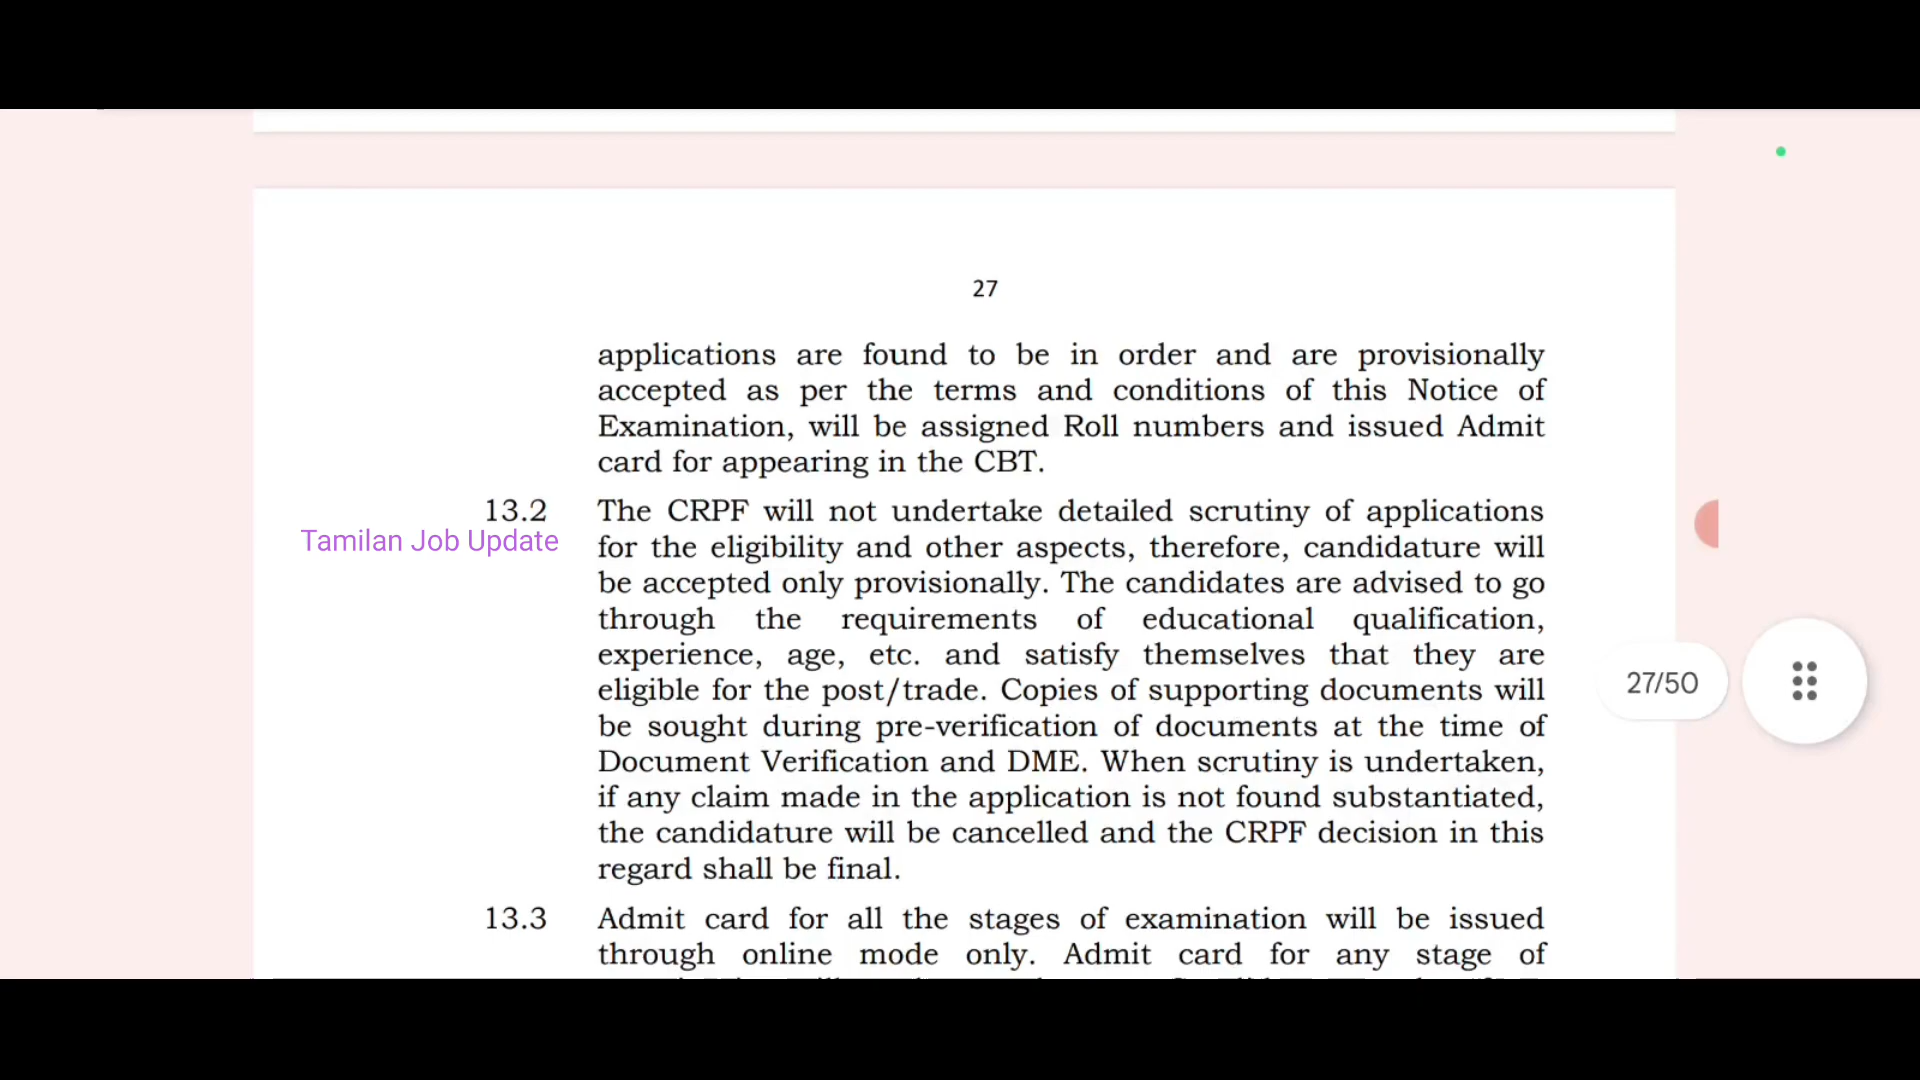 27
applications are found to be in order and are provisionally
accepted as per the terms and conditions of this Notice of
Examination, will be assigned Roll numbers and issued Admit
card for appearing in the CBT.
13.2 The CRPF will not undertake detailed scrutiny of applications
Tamilan Job Update
for the eligibility and other aspects, therefore, candidature will
be accepted only provisionally. The candidates are advised to go
through the requirements of educational qualification,
experience, age, etc. and satisfy themselves that they are
eligible for the post/trade. Copies of supporting documents will
27/50
be sought during pre-verification of documents at the time of
Document Verification and DME. When scrutiny is undertaken,
if any claim made in the application is not found substantiated,
the candidature will be cancelled and the CRPF decision in this
regard shall be final.
13.3 Admit card for all the stages of examination will be issued
through online mode only. Admit card for any stage of